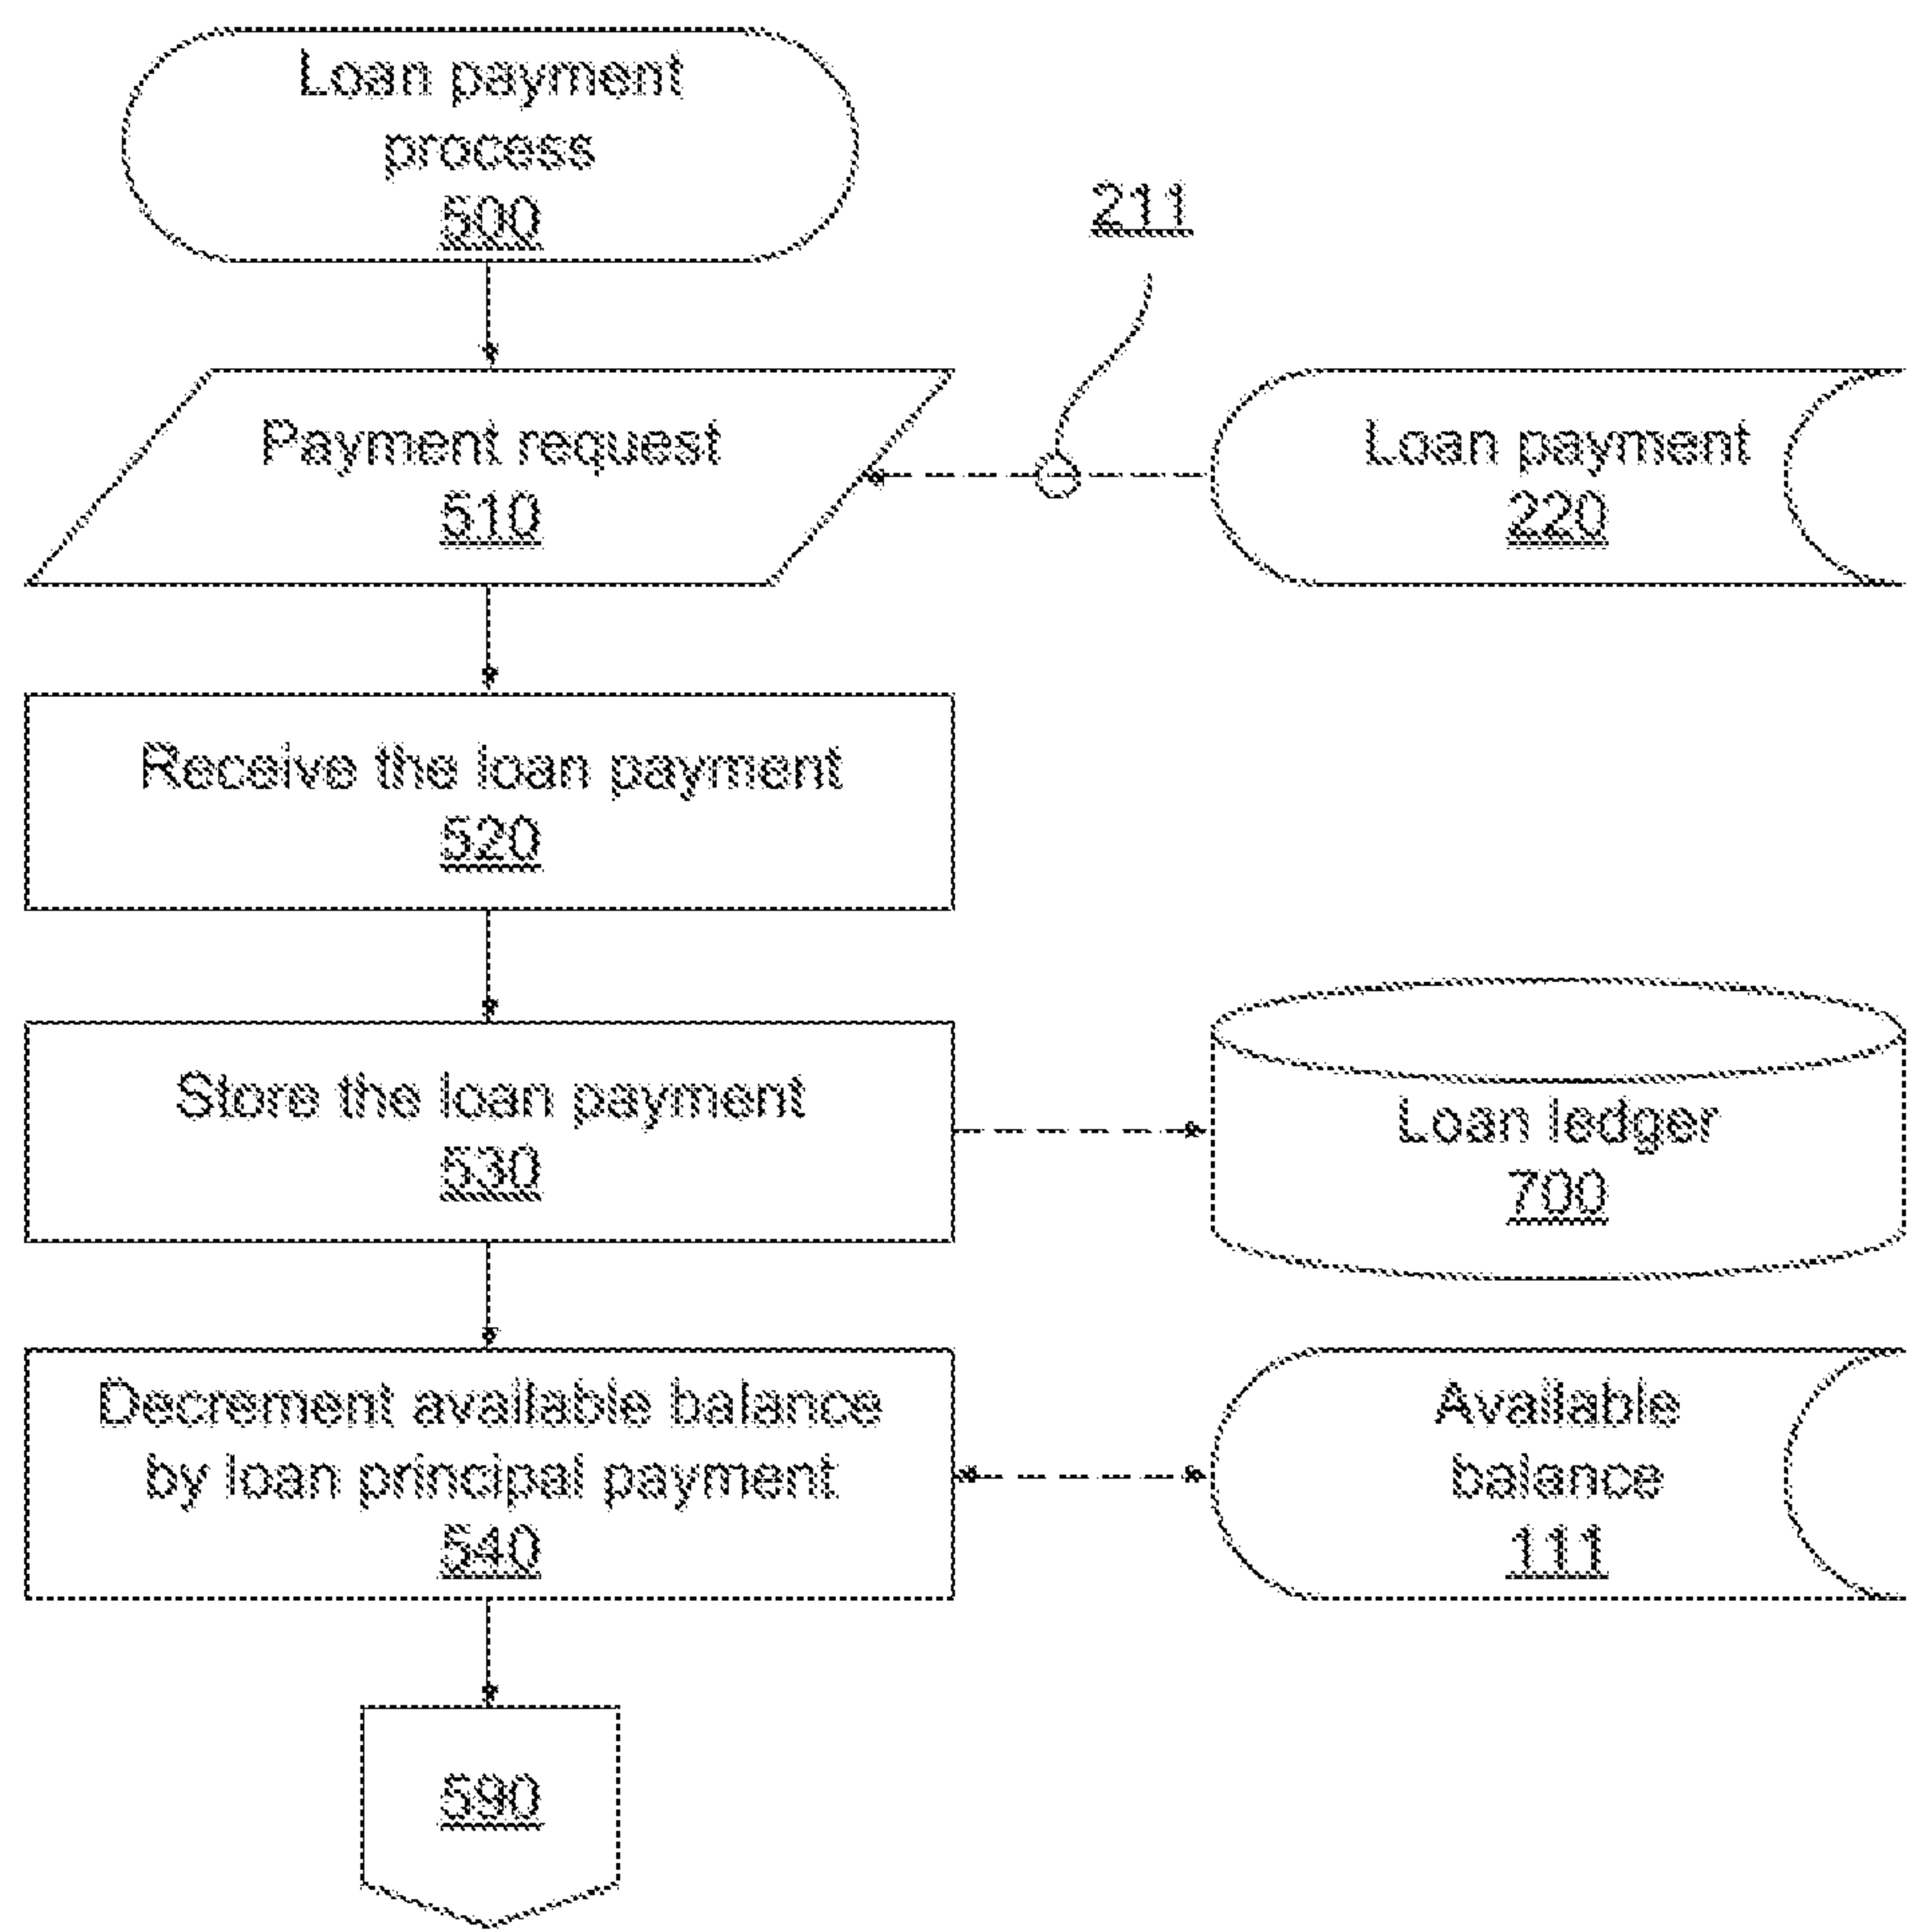 Loan payment
process
500
211
Payment request
510
Loan payment
220
Receive the loan payment
520
Store the loan payment
530
Loan ledger
700
Decrement available balance
by loan principal payment
540
Available
balance
111
590